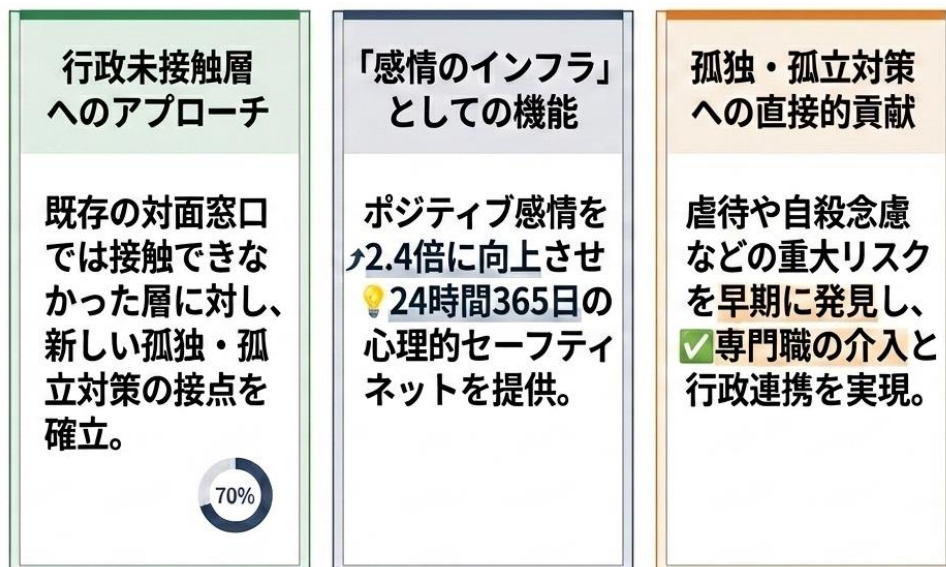 行政未接触層
へのアプローチ
既存の対面窓口
では接触できな
かった層に対し、
新しい孤独・孤
立対策の接点を
確立。
70%
「感情のインフラ」
としての機能
ポジティブ感情を
2.4倍に向上させ
24時間365日の
心理的セーフティ
ネットを提供。
孤独・孤立対策
への直接的貢献
虐待や自殺念慮
などの重大リスク
を早期に発見し、
✅専門職の介入と
行政連携を実現。